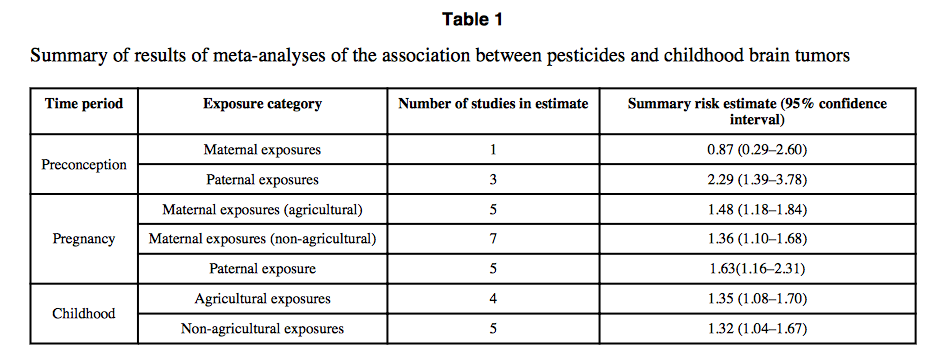 Table 1
Summary of results of meta-analyses of the association between pesticides and childhood brain tumors
Time period Exposure category Number of studies in estimate Summary risk estimate (95% confidence interval)
Preconception Maternal exposures 1 0.87 (0.29–2.60)
Paternal exposures 3 2.29 (1.39–3.78)
Pregnancy Maternal exposures (agricultural) 5 1.48 (1.18–1.84)
Maternal exposures (non-agricultural) 7 1.36 (1.10–1.68)
Paternal exposure 5 1.63(1.16–2.31)
Childhood Agricultural exposures 4 1.35 (1.08–1.70)
Non-agricultural exposures 5 1.32 (1.04–1.67)